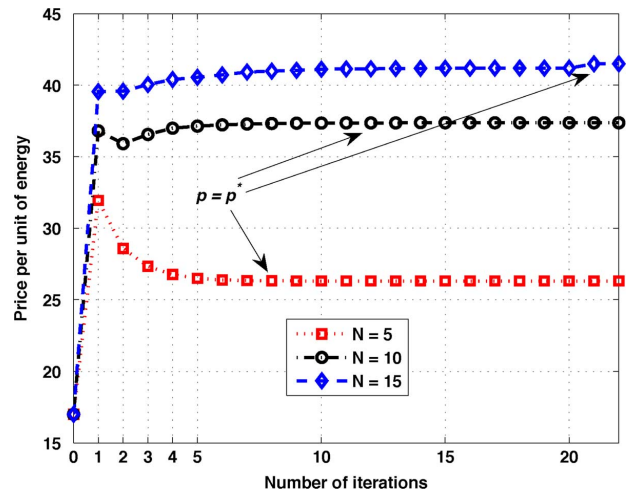 45
40
35
30
25
20
15
Price per unit of energy
p = p*
N = 5
N = 10
N = 15
0 1 2 3 4 5 10 15 20
Number of iterations